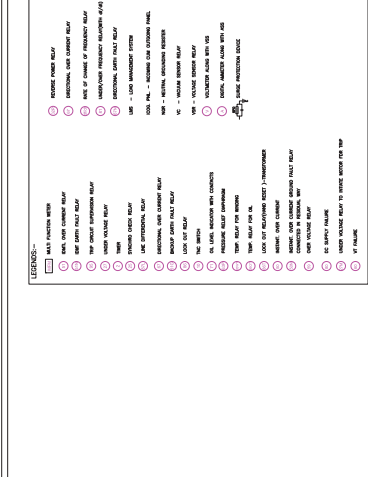 LEGENDS:-
MULTI FUNCTION METER
IDMTL OVER CURRENT RELAY
IDMT EARTH FAULT RELAY
TRIP CIRCUIT SUPERVISION RELAY
UNDER VOLTAGE RELAY
TIMER
SYNCHRO CHECK RELAY
LINE DIFFERENTIAL RELAY
DIRECTIONAL OVER CURRENT RELAY
BACKUP EARTH FAULT RELAY
LOCK OUT RELAY
TNC SWITCH
OIL LEVEL INDICATOR WITH CONTACTS
PRESSURE RELIEF DIAPHRAGM
TEMP. RELAY FOR WINDING
TEMP. RELAY FOR OIL
LOCK OUT RELAY(HAND RESET )-TRANSFORMER
INSTANT. OVER CURRENT
INSTANT. OVER CURRENT GROUND FAULT RELAY
CONNECTED IN RESIDUAL WAY
OVER VOLTAGE RELAY
DC SUPPLY FAILURE
UNDER VOLTAGE RELAY TO INTAKE MOTOR FOR TRIP
VT FAILURE
REVERSE POWER RELAY
DIRECTIONAL OVER CURRENT RELAY
RATE OF CHANGE OF FREQUENCY RELAY
UNDER/OVER FREQUENCY RELAY(WITH df/dt)
DIRECTIONAL EARTH FAULT RELAY
LMS - LOAD MANAGEMENT SYSTEM
ICOG PNL. - INCOMING CUM OUTGOING PANEL
NGR - NEUTRAL GROUNDING RESISTER
VC - VACUUM SENSOR RELAY
VSR - VOLTAGE SENSOR RELAY
V VOLTMETER ALONG WITH VSS
A DIGITAL AMMETER ALONG WITH ASS
SURGE PROTECTION DEVICE